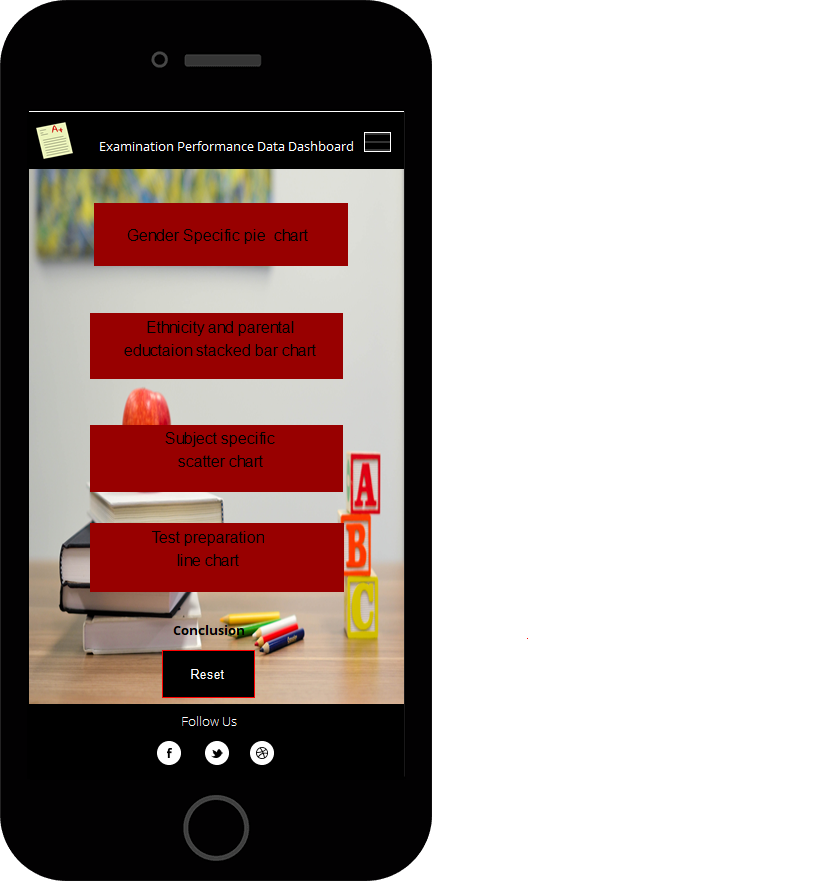 A+
Examination Performance Data Dashboard
Gender Specific pie chart
Ethnicity and parental
eductaion stacked bar chart
Subject specific
scatter chart
A
Test preparation
line chart
B
C
Conclusion
Reset
Follow Us